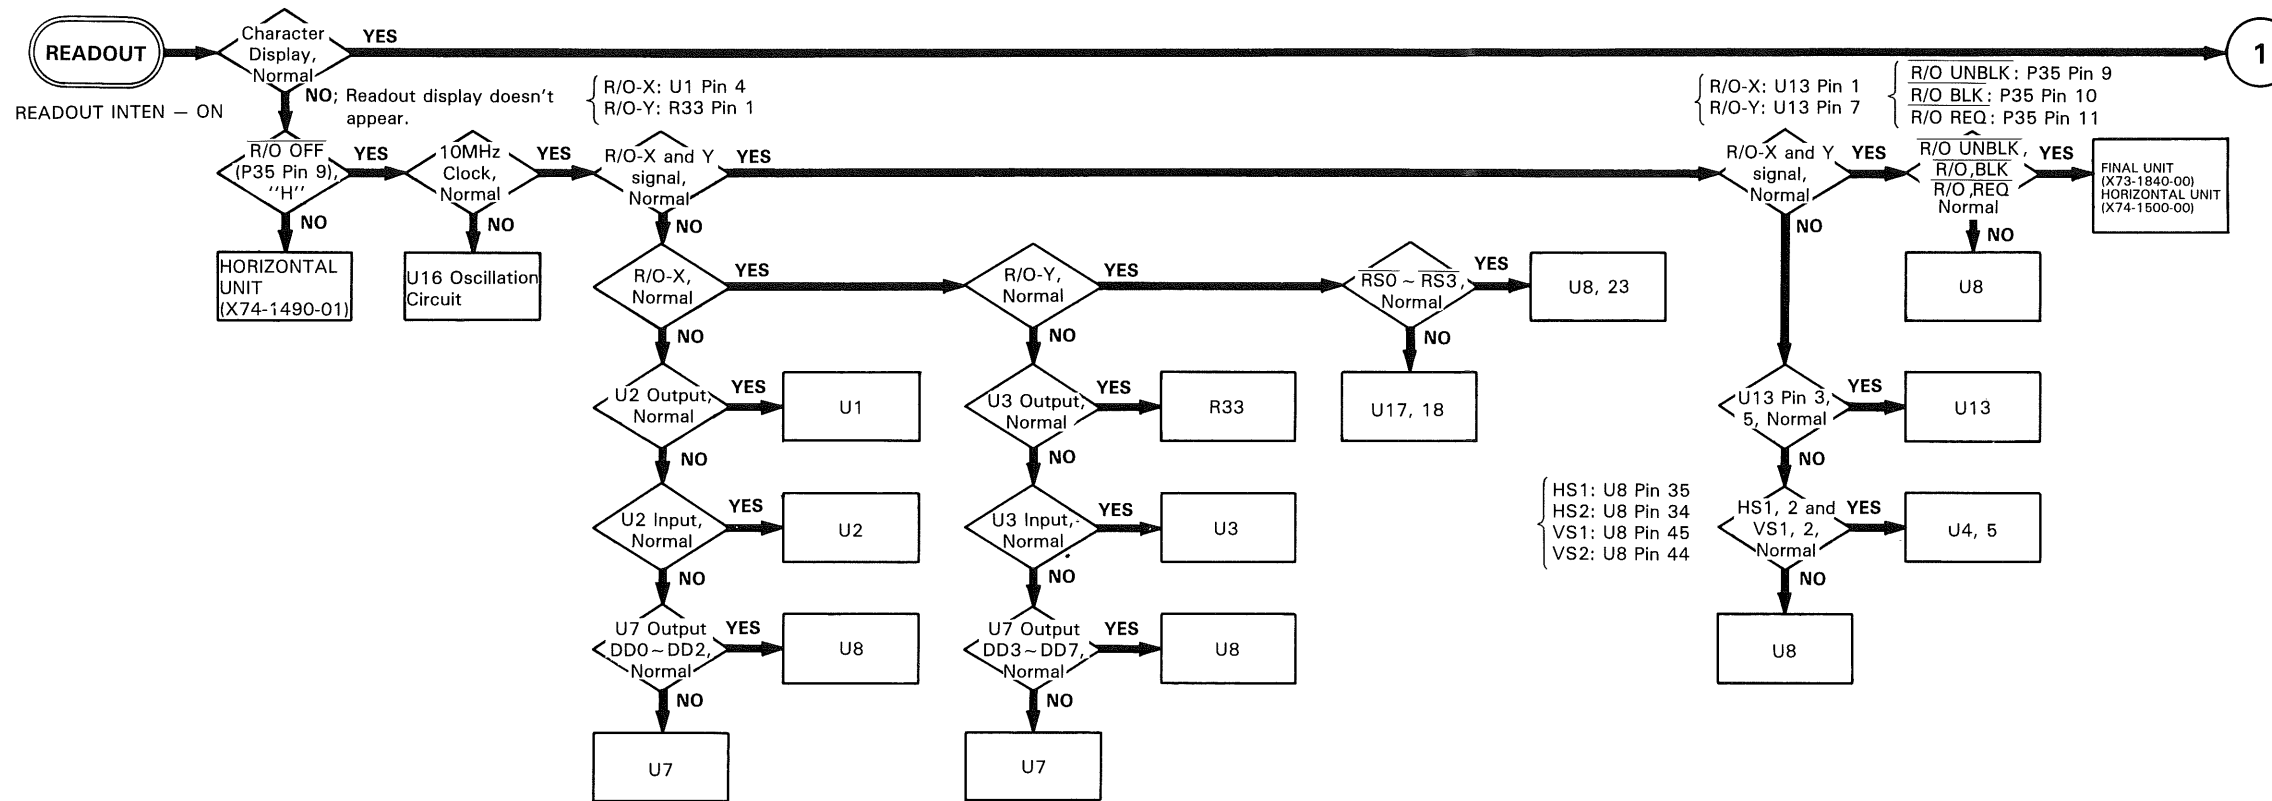 READOUT
READOUT INTEN – ON
Character
Display,
Normal
YES
1
NO; Readout display doesn't
appear.
R/O-X: U1 Pin 4
R/O-Y: R33 Pin 1
R/O-X: U13 Pin 1
R/O-Y: U13 Pin 7
R/O UNBLK: P35 Pin 9
R/O BLK: P35 Pin 10
R/O REQ: P35 Pin 11
R/O OFF
(P35 Pin 9),
"H"
YES
NO
10MHz
Clock,
Normal
YES
NO
R/O-X and Y
signal,
Normal
YES
NO
R/O-X and Y
signal,
Normal
YES
NO
R/O UNBLK,
R/O,BLK
R/O,REQ
Normal
YES
NO
FINAL UNIT
(X73-1840-00)
HORIZONTAL UNIT
(X74-1500-00)
HORIZONTAL
UNIT
(X74-1490-01)
U16 Oscillation
Circuit
R/O-X,
Normal
YES
NO
R/O-Y,
Normal
YES
NO
RS0 ~ RS3,
Normal
YES
NO
U8, 23
U8
U2 Output,
Normal
YES
NO
U1
U3 Output,
Normal
YES
NO
R33
U17, 18
U13 Pin 3,
5, Normal
YES
NO
U13
U2 Input,
Normal
YES
NO
U2
U3 Input,
Normal
YES
NO
U3
HS1: U8 Pin 35
HS2: U8 Pin 34
VS1: U8 Pin 45
VS2: U8 Pin 44
HS1, 2 and
VS1, 2,
Normal
YES
NO
U4, 5
U7 Output
DD0~DD2,
Normal
YES
NO
U8
U7 Output
DD3~DD7,
Normal
YES
NO
U8
U8
U7
U7